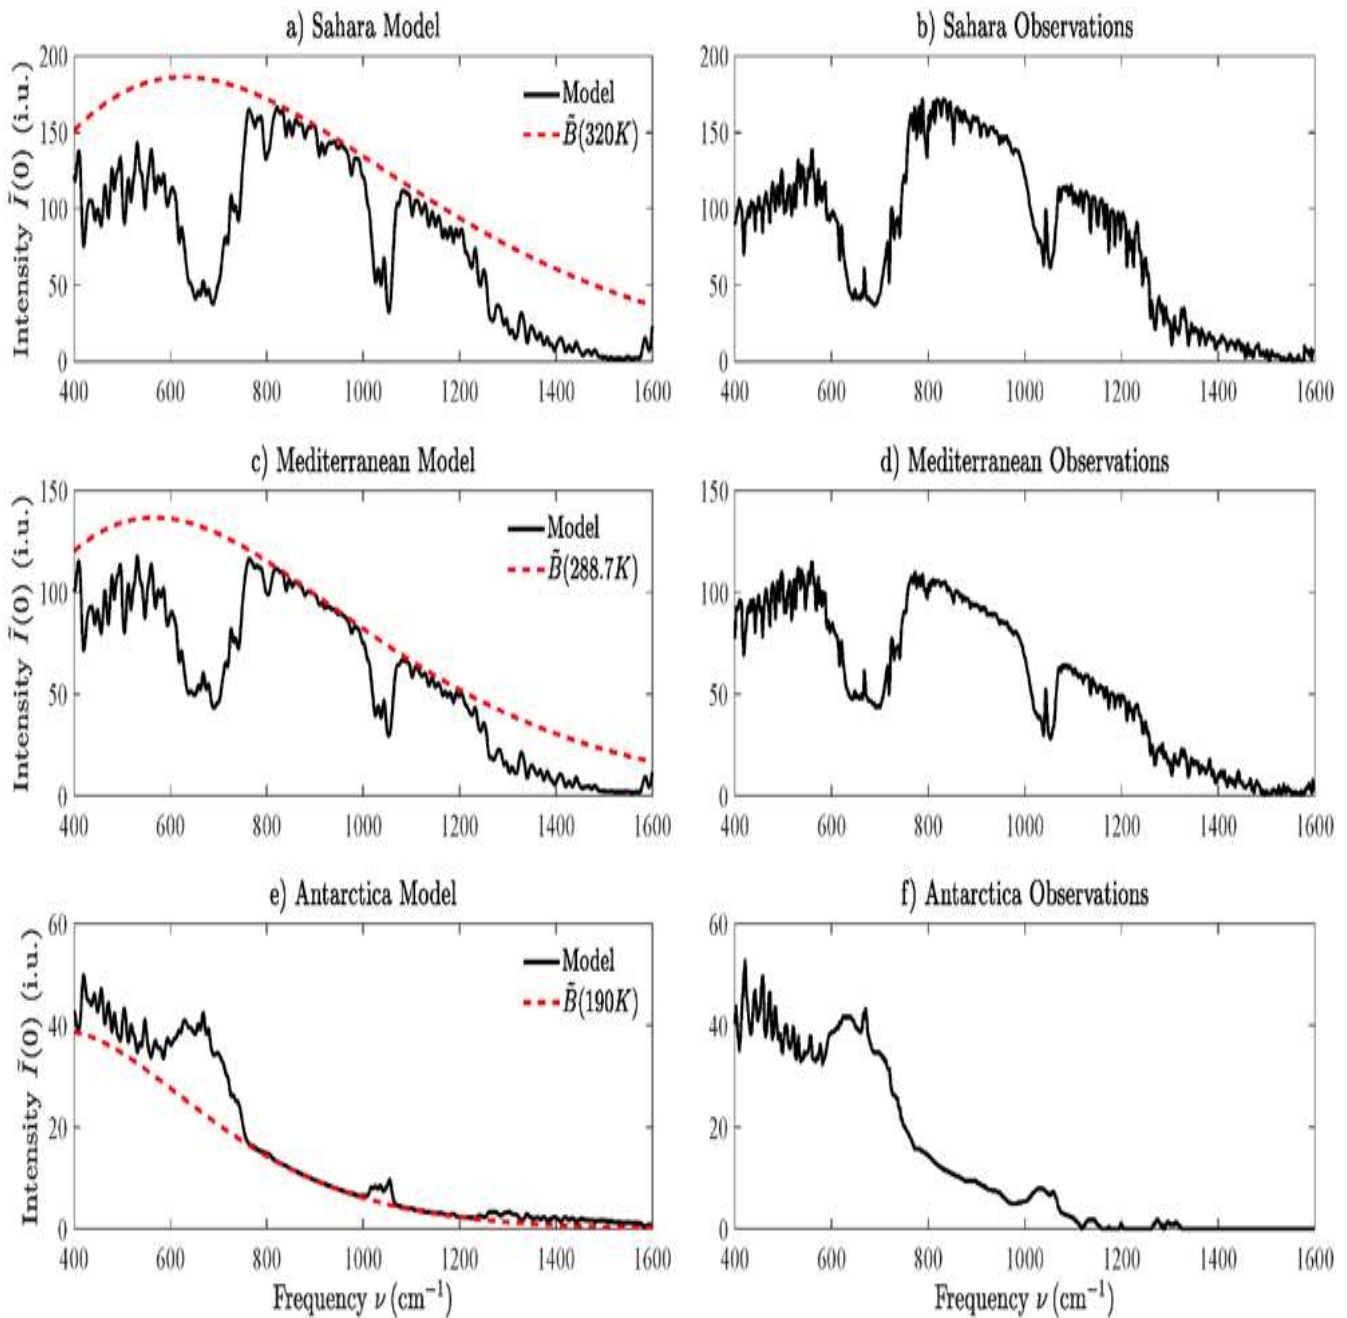 a) Sahara Model
b) Sahara Observations
Intensity Ĩ(0) (i.u.)
200
150
100
50
0
400 600 800 1000 1200 1400 1600
Model
B̃(320K)
200
150
100
50
0
400 600 800 1000 1200 1400 1600
c) Mediterranean Model
d) Mediterranean Observations
Intensity Ĩ(0) (i.u.)
150
100
50
0
400 600 800 1000 1200 1400 1600
Model
B̃(288.7K)
150
100
50
0
400 600 800 1000 1200 1400 1600
e) Antarctica Model
f) Antarctica Observations
Intensity Ĩ(0) (i.u.)
60
40
20
0
400 600 800 1000 1200 1400 1600
Model
B̃(190K)
60
40
20
0
400 600 800 1000 1200 1400 1600
Frequency ν (cm⁻¹)
Frequency ν (cm⁻¹)